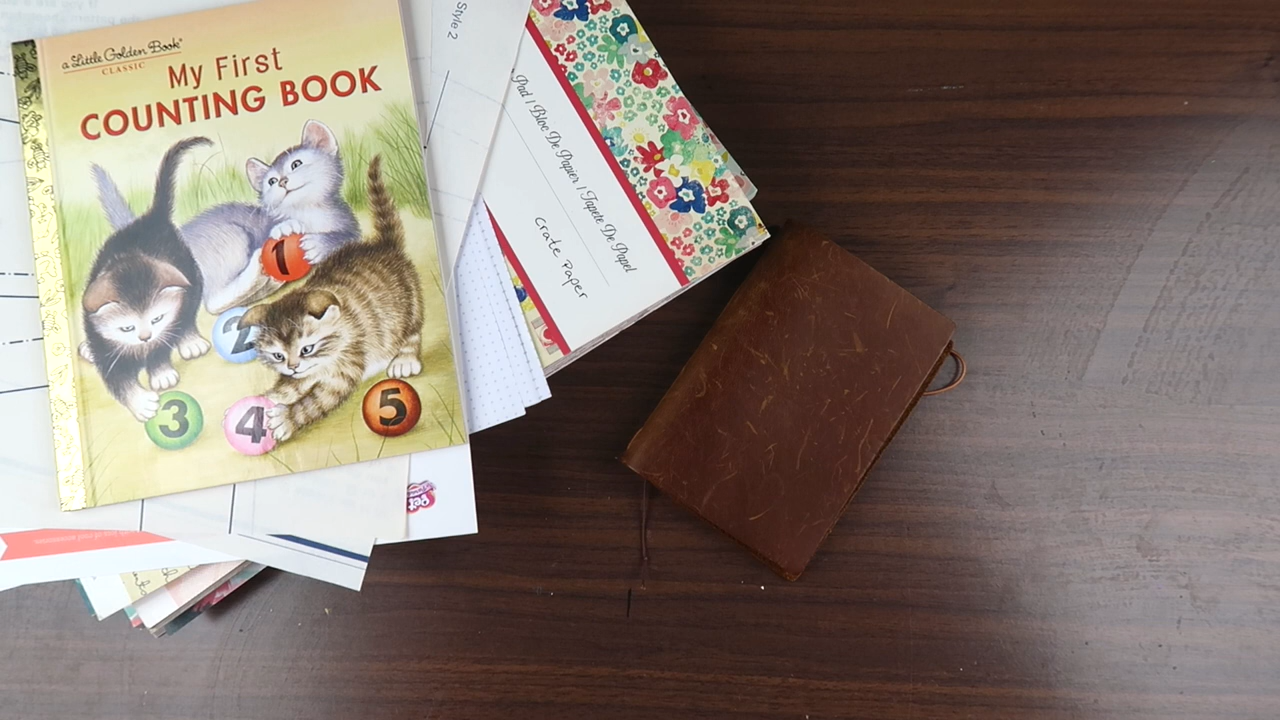 a Little Golden Book®
CLASSIC
My First
COUNTING BOOK
1
2
3
4
5
Style 2
Pad | Bloc De Papier | Tapete De Papel
Crate Paper